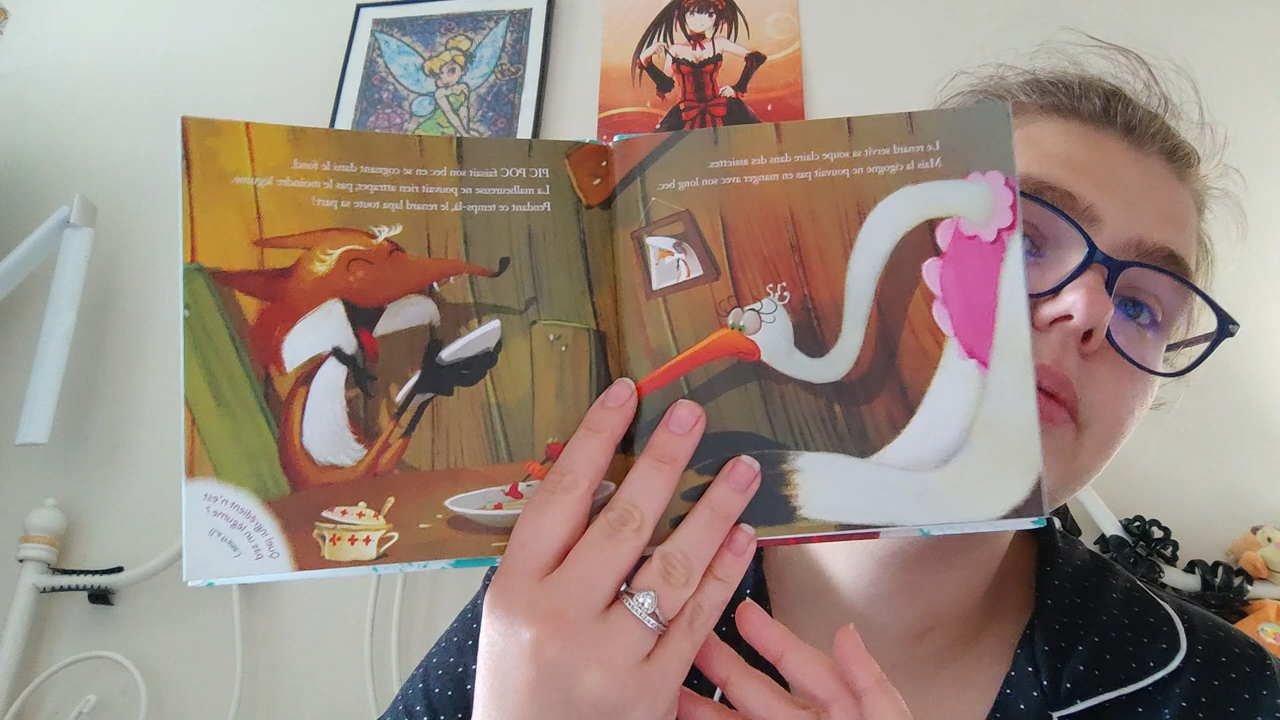 Le renard servit sa soupe claire dans des assiettes.
Mais la cigogne ne pouvait pas en manger avec son long bec.
PIC POC faisait son bec en se cognant dans le fond.
La malheureuse ne pouvait rien attraper, pas le moindre légume.
Pendant ce temps-là, le renard lapa toute sa part !
Quel ingrédient n'est
pas un légume ?